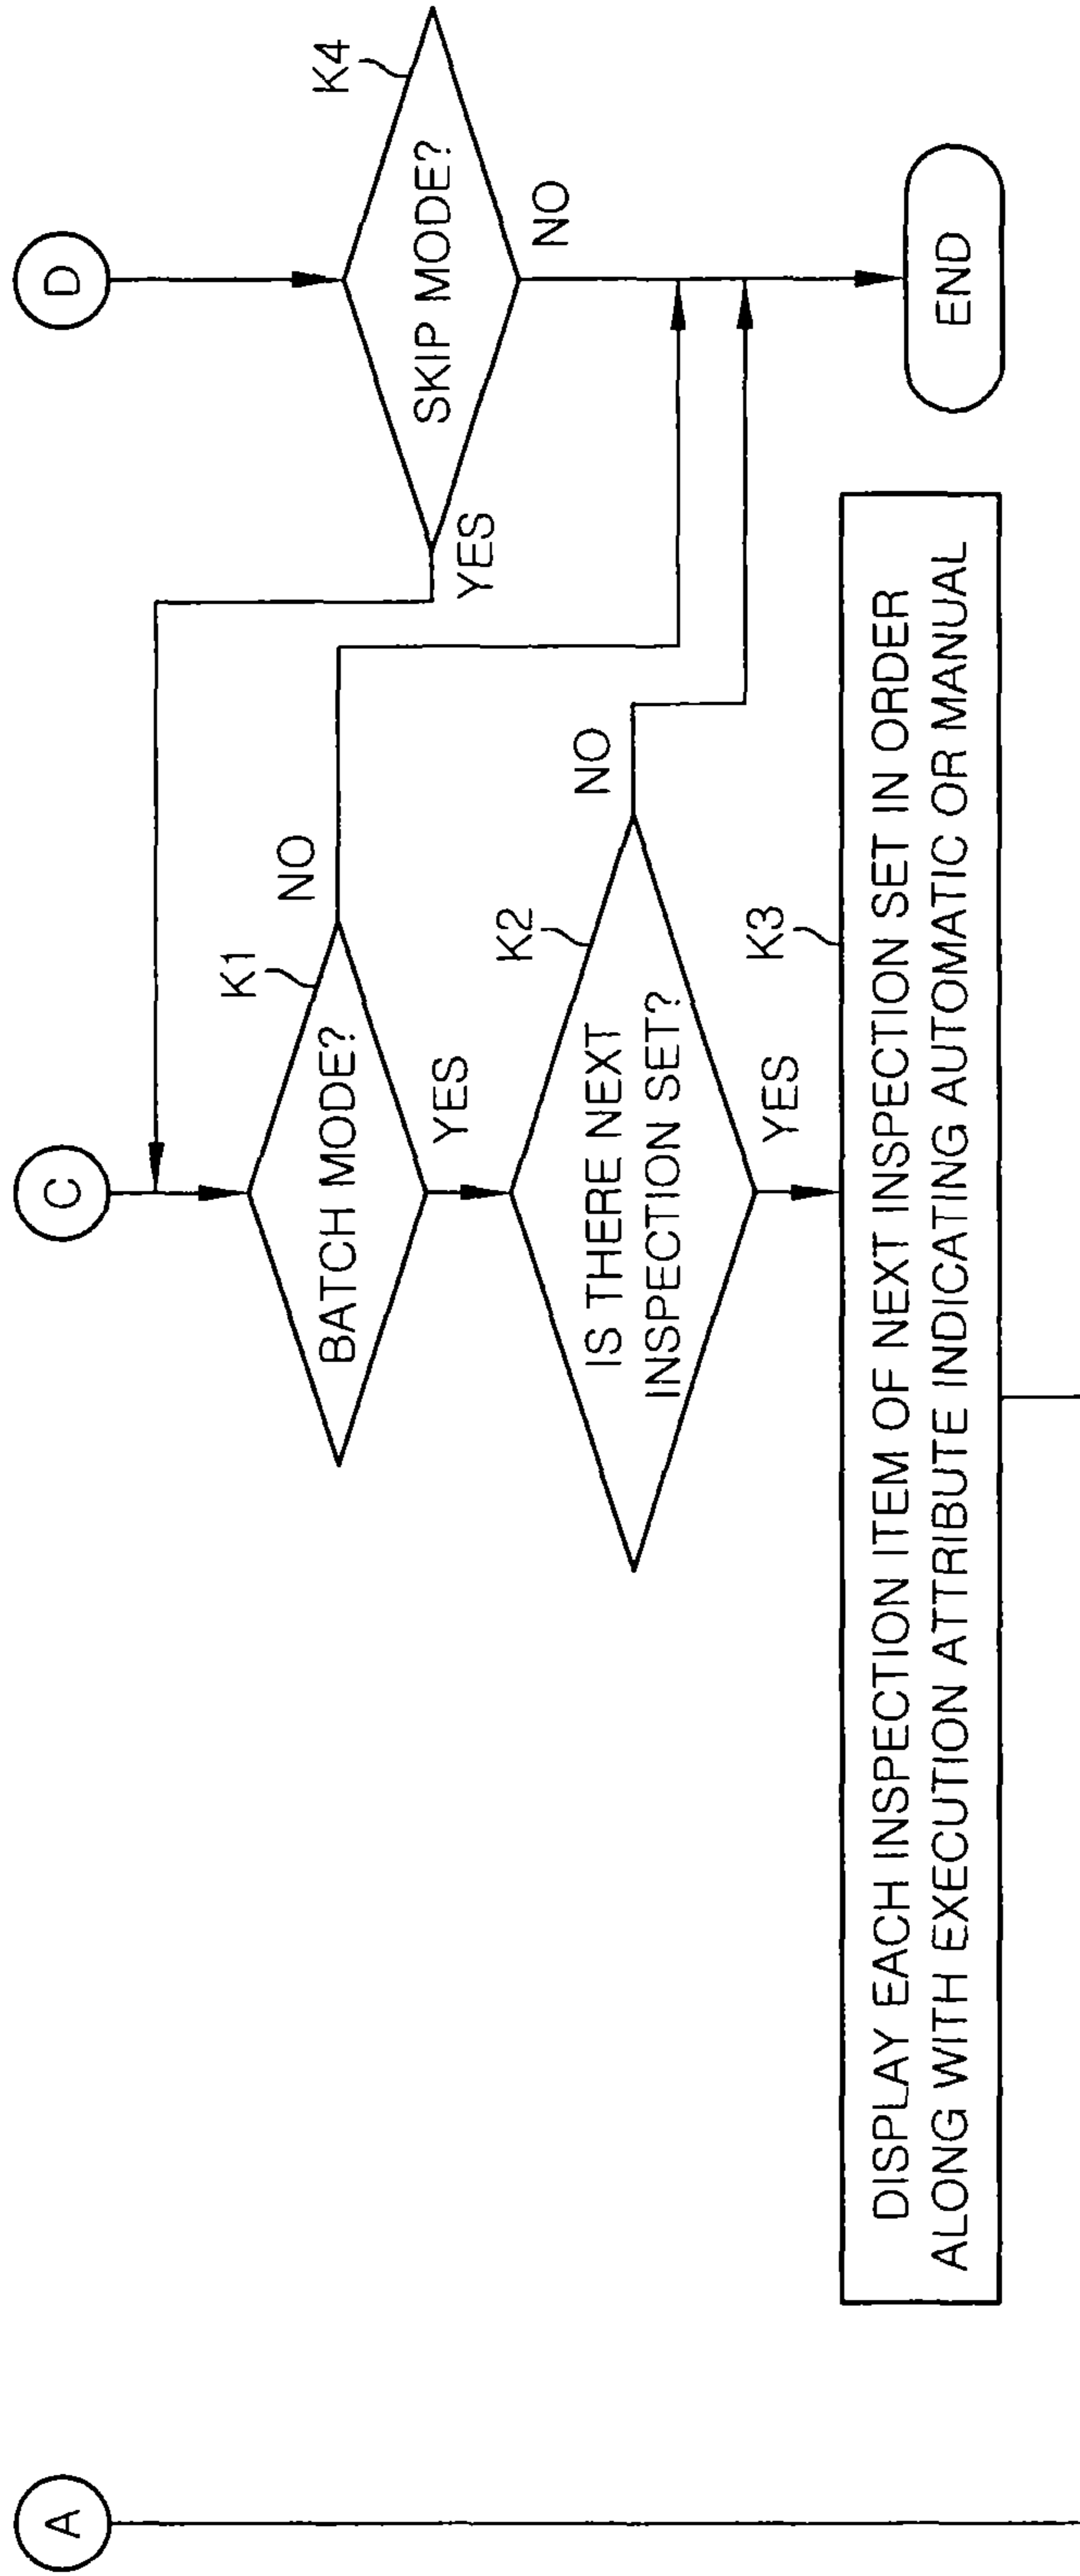 A
C
D
K1
BATCH MODE?
NO
YES
K4
SKIP MODE?
YES
NO
K2
IS THERE NEXT
INSPECTION SET?
NO
YES
K3
DISPLAY EACH INSPECTION ITEM OF NEXT INSPECTION SET IN ORDER
ALONG WITH EXECUTION ATTRIBUTE INDICATING AUTOMATIC OR MANUAL
END